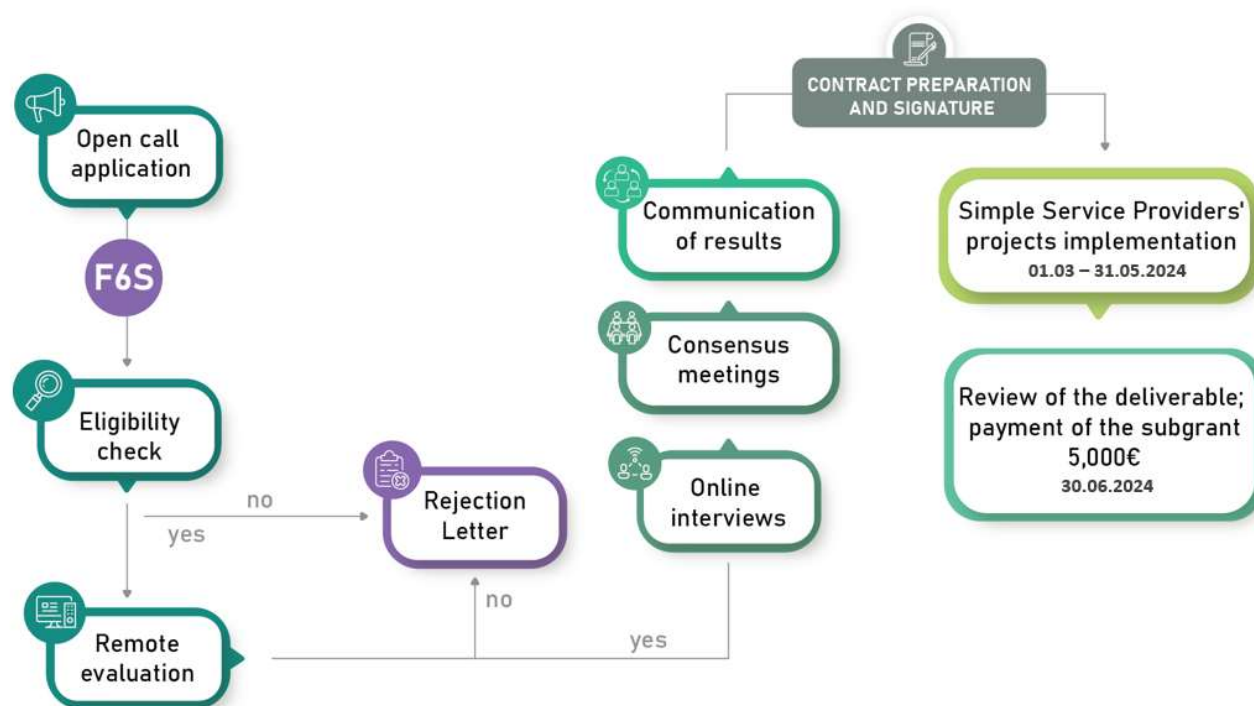 Open call
application
F6S
Eligibility
check
no
yes
Rejection
Letter
Remote
evaluation
no
yes
Online
interviews
Consensus
meetings
Communication
of results
CONTRACT PREPARATION
AND SIGNATURE
Simple Service Providers'
projects implementation
01.03 – 31.05.2024
Review of the deliverable;
payment of the subgrant
5,000€
30.06.2024